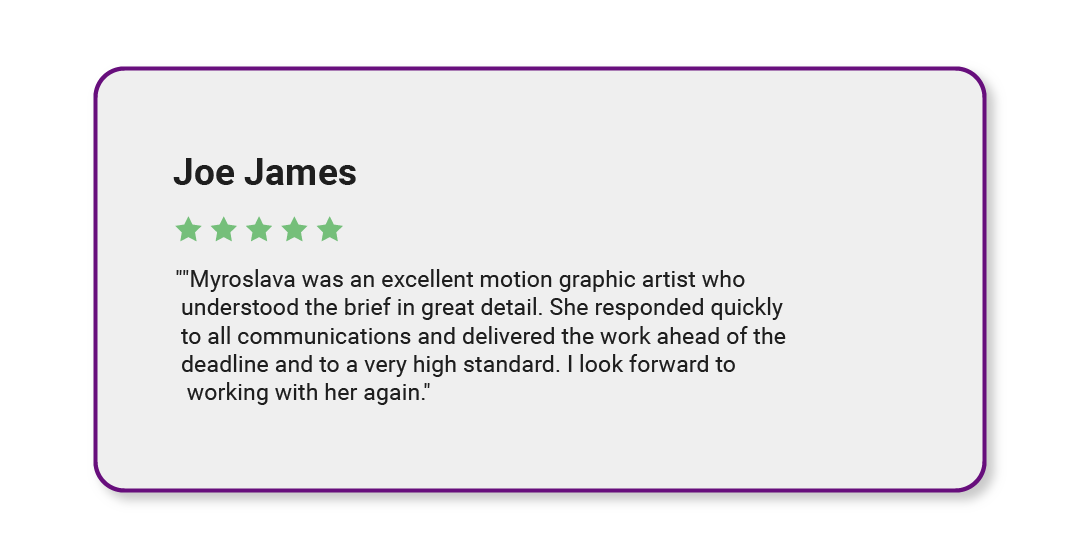 Joe James
""Myroslava was an excellent motion graphic artist who
understood the brief in great detail. She responded quickly
to all communications and delivered the work ahead of the
deadline and to a very high standard. I look forward to
working with her again."